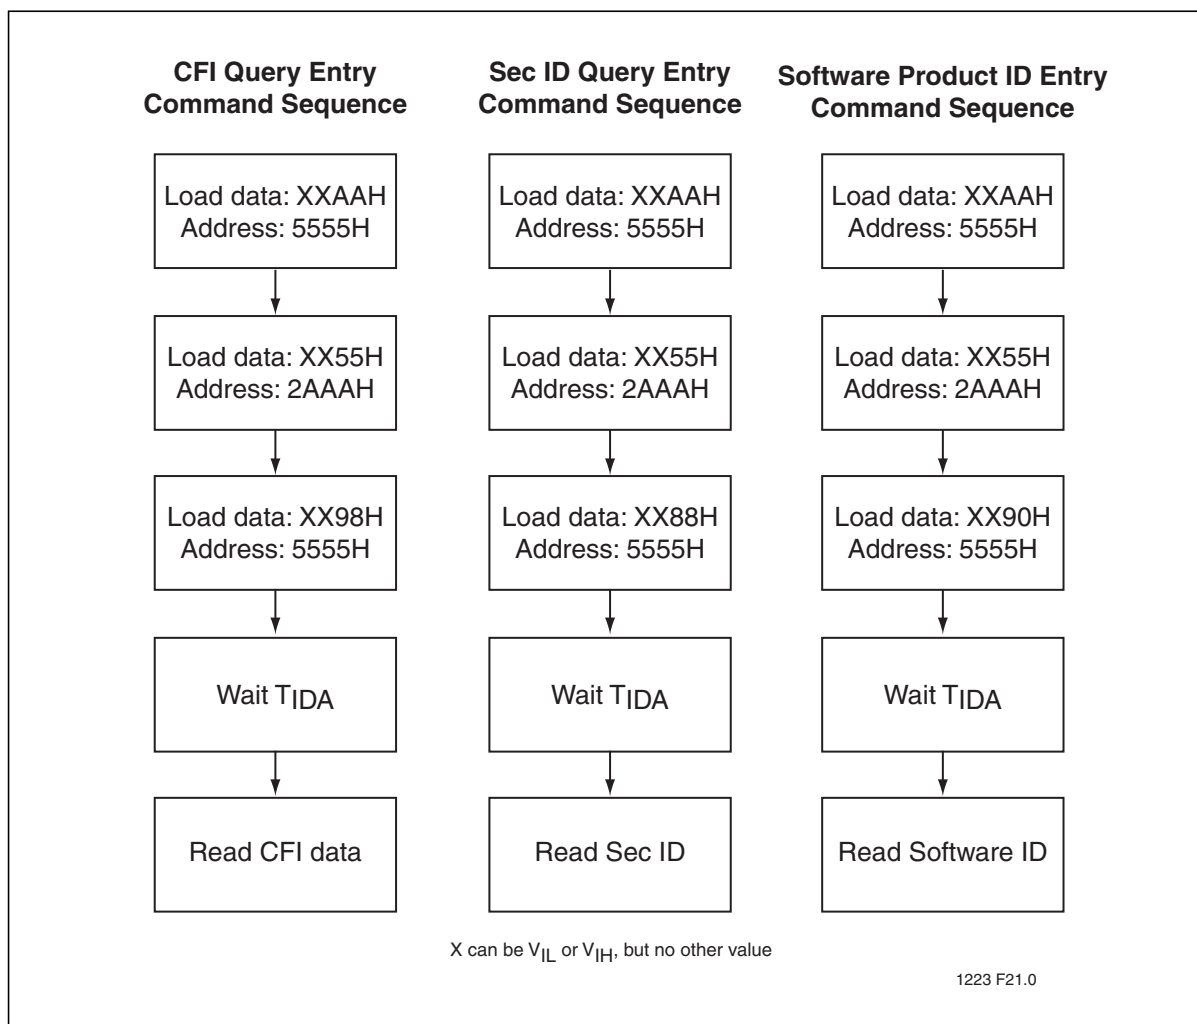 CFI Query Entry
Command Sequence
Load data: XXAAH
Address: 5555H
Load data: XX55H
Address: 2AAAH
Load data: XX98H
Address: 5555H
Wait TIDA
Read CFI data
Sec ID Query Entry
Command Sequence
Load data: XXAAH
Address: 5555H
Load data: XX55H
Address: 2AAAH
Load data: XX88H
Address: 5555H
Wait TIDA
Read Sec ID
Software Product ID Entry
Command Sequence
Load data: XXAAH
Address: 5555H
Load data: XX55H
Address: 2AAAH
Load data: XX90H
Address: 5555H
Wait TIDA
Read Software ID
X can be VIL or VIH, but no other value
1223 F21.0